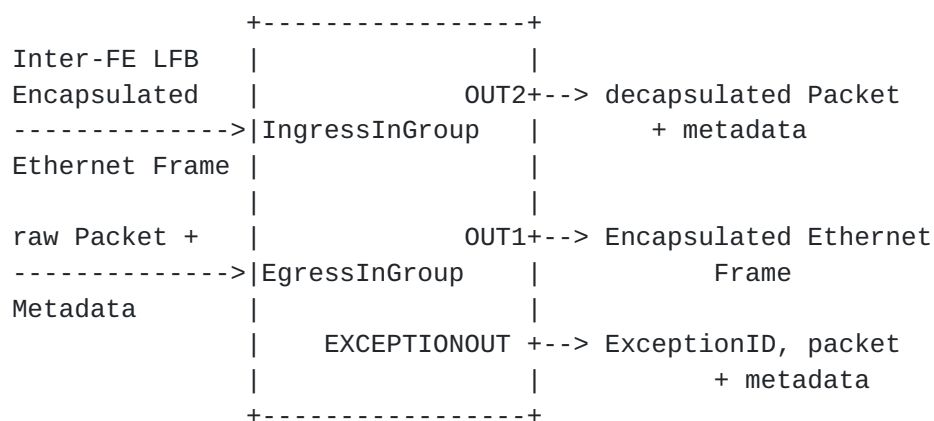 +-----------------+
Inter-FE LFB | |
Encapsulated | OUT2+--> decapsulated Packet
-------------->|IngressInGroup | + metadata
Ethernet Frame | |
| |
raw Packet + | OUT1+--> Encapsulated Ethernet
-------------->|EgressInGroup | Frame
Metadata | |
| EXCEPTIONOUT +--> ExceptionID, packet
| | + metadata
+-----------------+